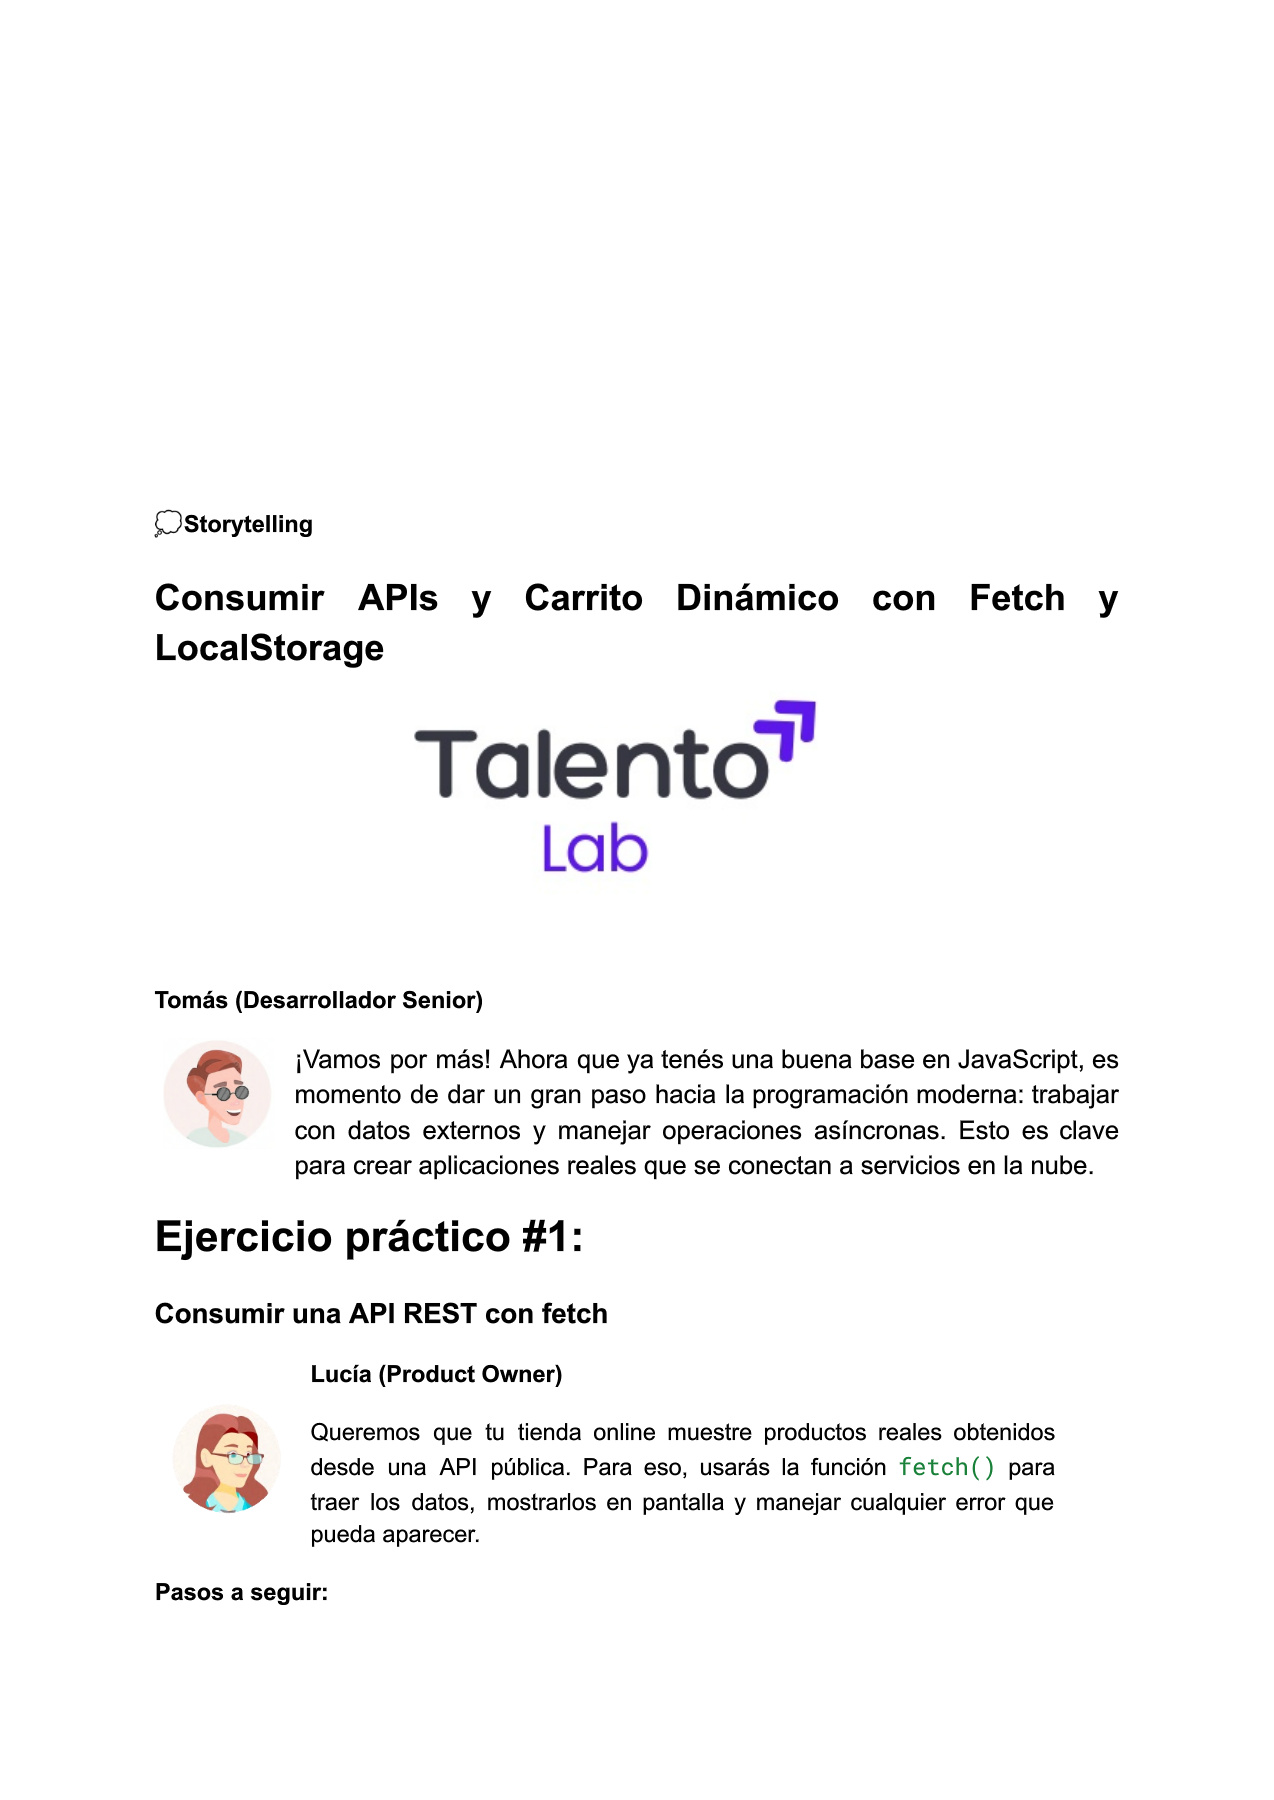 💭Storytelling
Consumir APIs y Carrito Dinámico con Fetch y
LocalStorage
Talento
Lab
Tomás (Desarrollador Senior)
¡Vamos por más! Ahora que ya tenés una buena base en JavaScript, es
momento de dar un gran paso hacia la programación moderna: trabajar
con datos externos y manejar operaciones asíncronas. Esto es clave
para crear aplicaciones reales que se conectan a servicios en la nube.
Ejercicio práctico #1:
Consumir una API REST con fetch
Lucía (Product Owner)
Queremos que tu tienda online muestre productos reales obtenidos
desde una API pública. Para eso, usarás la función fetch() para
traer los datos, mostrarlos en pantalla y manejar cualquier error que
pueda aparecer.
Pasos a seguir: